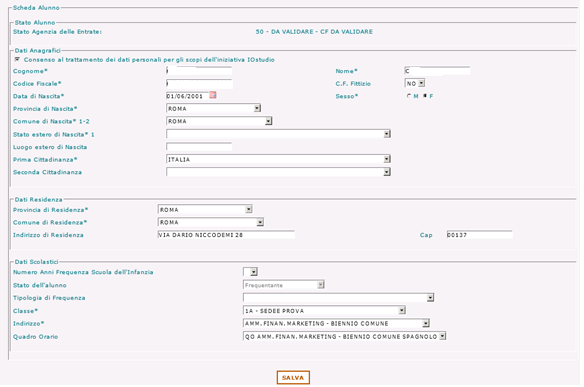 Scheda Alunno
Stato Alunno
Stato Agenzia delle Entrate: 50 - DA VALIDARE - CF DA VALIDARE
Dati Anagrafici
Consenso al trattamento dei dati personali per gli scopi dell'iniziativa IOstudio
Cognome* Nome* C
Codice Fiscale* C.F. Fittizio NO
Data di Nascita* 01/06/2001 Sesso* M F
Provincia di Nascita* ROMA
Comune di Nascita* 1-2 ROMA
Stato estero di Nascita* 1
Luogo estero di Nascita
Prima Cittadinanza* ITALIA
Seconda Cittadinanza
Dati Residenza
Provincia di Residenza* ROMA
Comune di Residenza* ROMA
Indirizzo di Residenza VIA DARIO NICCODEMI 28 Cap 00137
Dati Scolastici
Numero Anni Frequenza Scuola dell'Infanzia
Stato dell'alunno Frequentante
Tipologia di Frequenza
Classe* 1A - SEDEE PROVA
Indirizzo* AMM.FINAN.MARKETING - BIENNIO COMUNE
Quadro Orario QO AMM.FINAN.MARKETING - BIENNIO COMUNE SPAGNOLO
SALVA